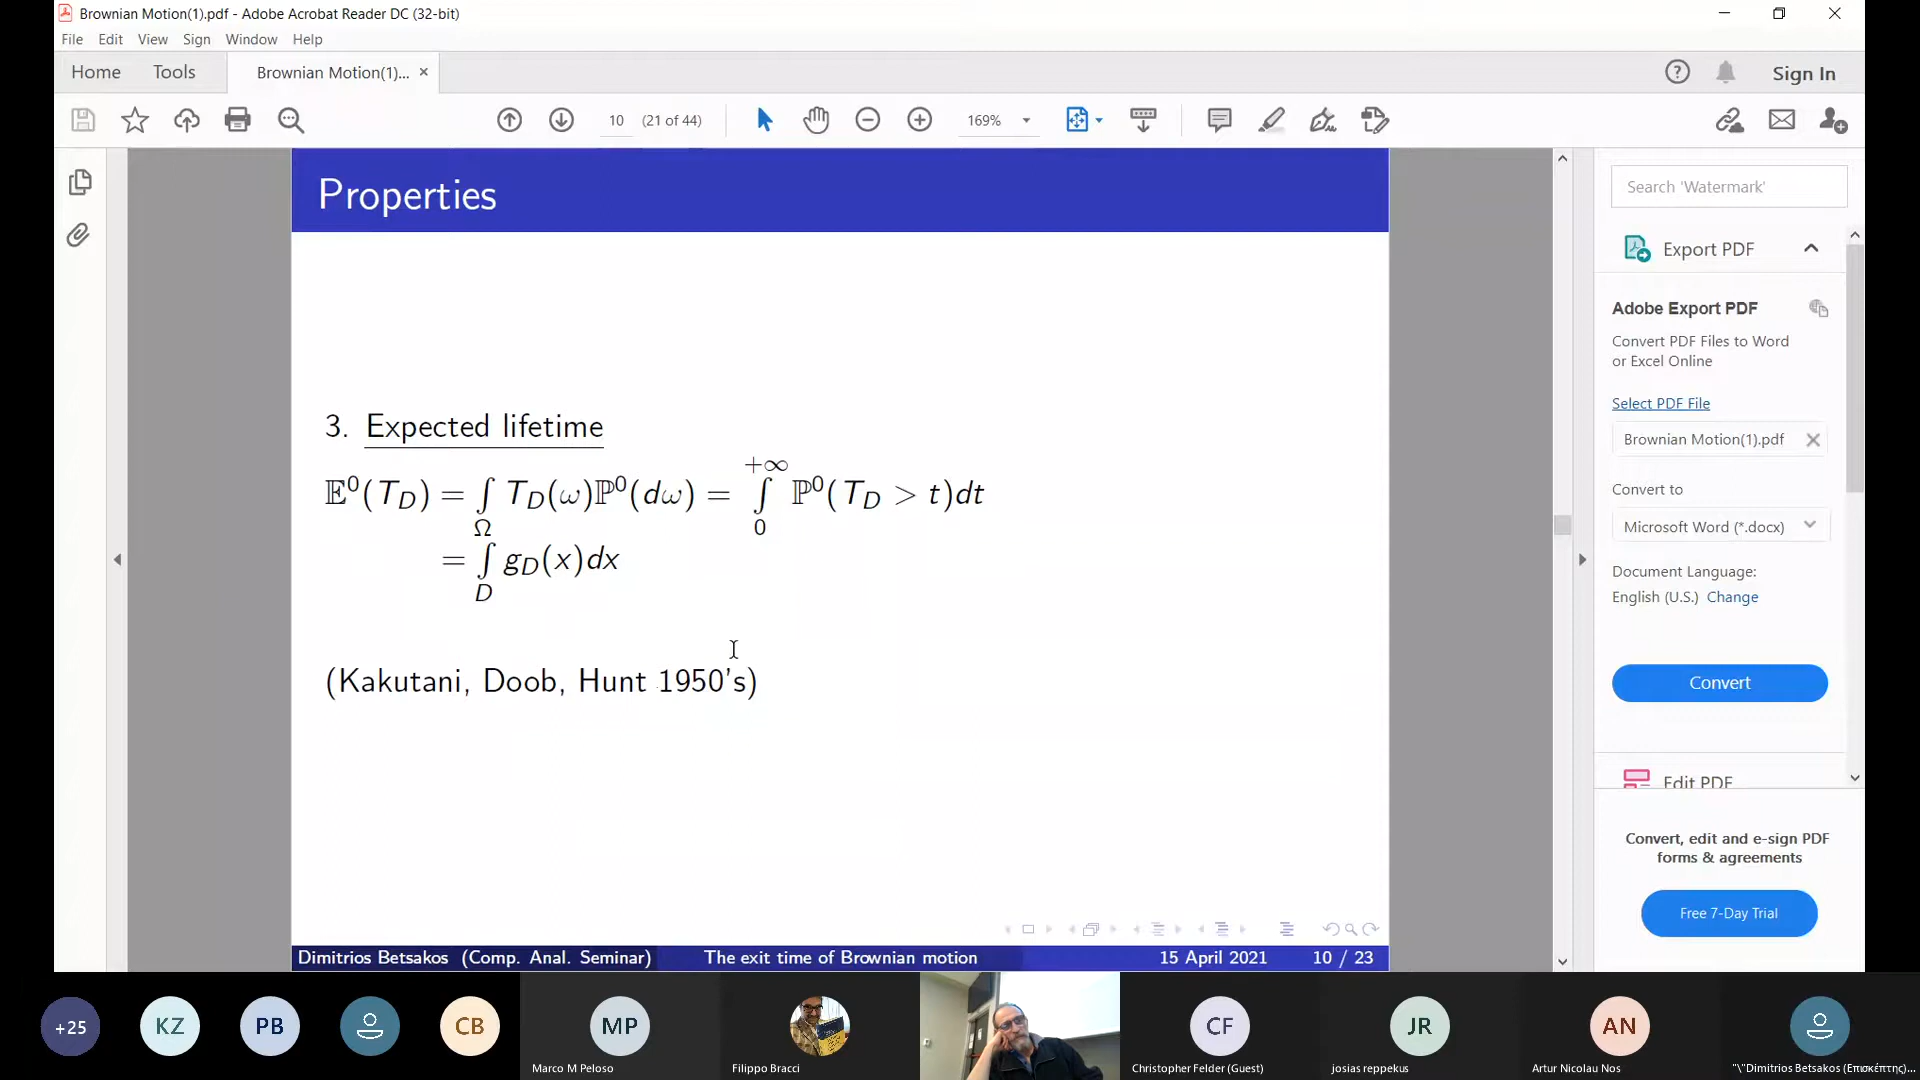 Brownian Motion(1).pdf - Adobe Acrobat Reader DC (32-bit)
File Edit View Sign Window Help
Home Tools Brownian Motion(1)... × Sign In
10 (21 of 44) 169%
Properties
3. Expected lifetime
𝔼⁰(T_D) = ∫_Ω T_D(ω)ℙ⁰(dω) = ∫_0^{+∞} ℙ⁰(T_D > t)dt
= ∫_D g_D(x)dx
(Kakutani, Doob, Hunt 1950's)
Dimitrios Betsakos (Comp. Anal. Seminar) The exit time of Brownian motion 15 April 2021 10 / 23
Search 'Watermark'
Export PDF
Adobe Export PDF
Convert PDF Files to Word
or Excel Online
Select PDF File
Brownian Motion(1).pdf
Convert to
Microsoft Word (*.docx)
Document Language:
English (U.S.) Change
Convert
Edit PDF
Convert, edit and e-sign PDF
forms & agreements
Free 7-Day Trial
+25 KZ PB CB MP CF JR AN
Marco M Peloso Filippo Bracci Christopher Felder (Guest) josias reppekus Artur Nicolau Nos "\"Dimitrios Betsakos (Επισκέπτης)...